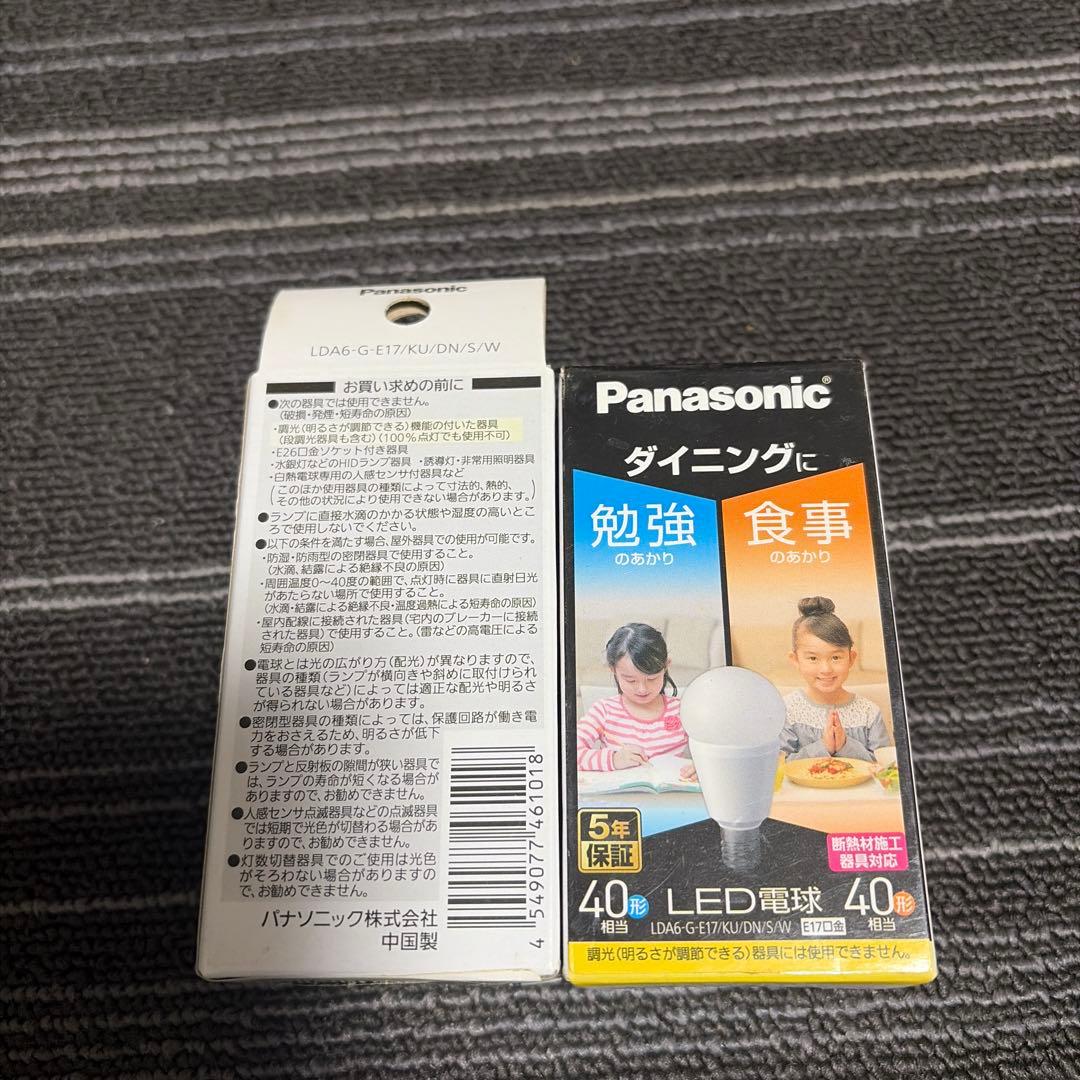 Panasonic
LDA6-G-E17/KU/DN/S/W
お買い求めの前に
●次の器具では使用できません。
(破損・発煙・短寿命の原因)
・調光(明るさが調節できる)機能の付いた器具
(段調光器具も含む)(100%点灯でも使用不可)
・E26口金ソケット付き器具
・水銀灯などのHIDランプ器具 ・誘導灯・非常用照明器具
・白熱電球専用の人感センサ付器具など
(このほか使用器具の種類によって寸法的、熱的、
その他の状況により使用できない場合があります。)
●ランプに直接水滴のかかる状態や湿度の高いとこ
ろで使用しないでください。
●以下の条件を満たす場合、屋外器具での使用が可能です。
・防湿・防雨型の密閉器具で使用すること。
(水滴、結露による絶縁不良の原因)
・周囲温度0〜40度の範囲で、点灯時に器具に直射日光
があたらない場所で使用すること。
(水滴・結露による絶縁不良・温度過熱による短寿命の原因)
・屋内配線に接続された器具(宅内のブレーカーに接続
された器具)で使用すること。(雷などの高電圧による
短寿命の原因)
●電球とは光の広がり方(配光)が異なりますので、
器具の種類(ランプが横向きや斜めに取付けられ
ている器具など)によっては適正な配光や明るさ
が得られない場合があります。
●密閉型器具の種類によっては、保護回路が働き電
力をおさえるため、明るさが低下
する場合があります。
●ランプと反射板の隙間が狭い器具で
は、ランプの寿命が短くなる場合が
ありますので、お勧めできません。
●人感センサ点滅器具などの点滅器具
では短期で光色が切替わる場合があ
りますので、お勧めできません。
●灯数切替器具でのご使用は光色
がそろわない場合がありますの
で、お勧めできません。
パナソニック株式会社
中国製
4 549077 461018
Panasonic®
ダイニングに
勉強
のあかり
食事
のあかり
5年
保証
断熱材施工
器具対応
40形
相当
LED電球
40形
相当
LDA6-G-E17/KU/DN/S/W E17口金
調光(明るさが調節できる)器具には使用できません。